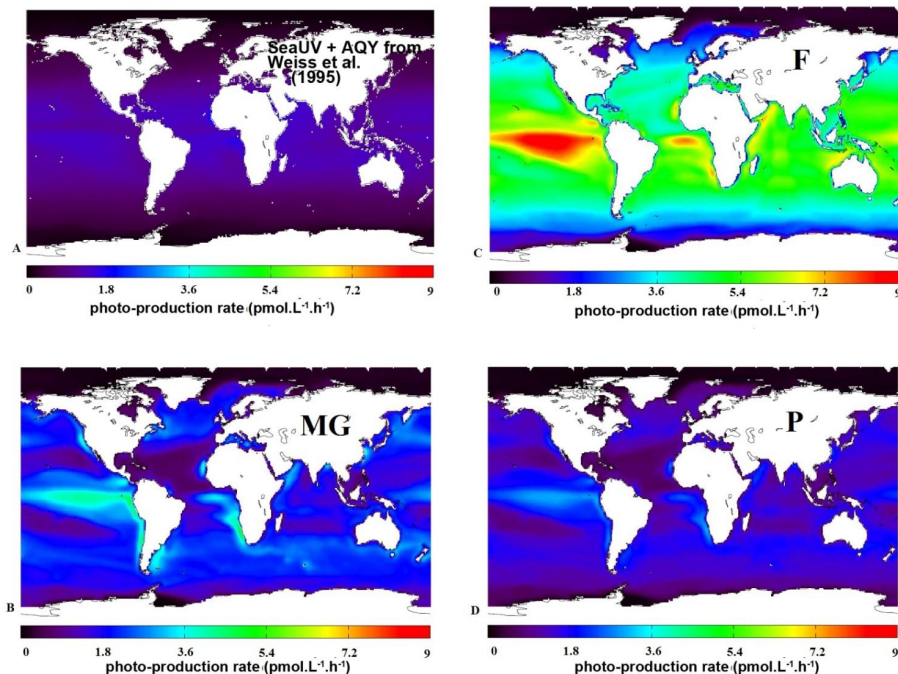 SeaUV + AQY from
Weiss et al.
(1995)
A
0 1.8 3.6 5.4 7.2 9
photo-production rate (pmol.L⁻¹.h⁻¹)
F
C
0 1.8 3.6 5.4 7.2 9
photo-production rate (pmol.L⁻¹.h⁻¹)
MG
B
0 1.8 3.6 5.4 7.2 9
photo-production rate (pmol.L⁻¹.h⁻¹)
P
D
0 1.8 3.6 5.4 7.2 9
photo-production rate (pmol.L⁻¹.h⁻¹)